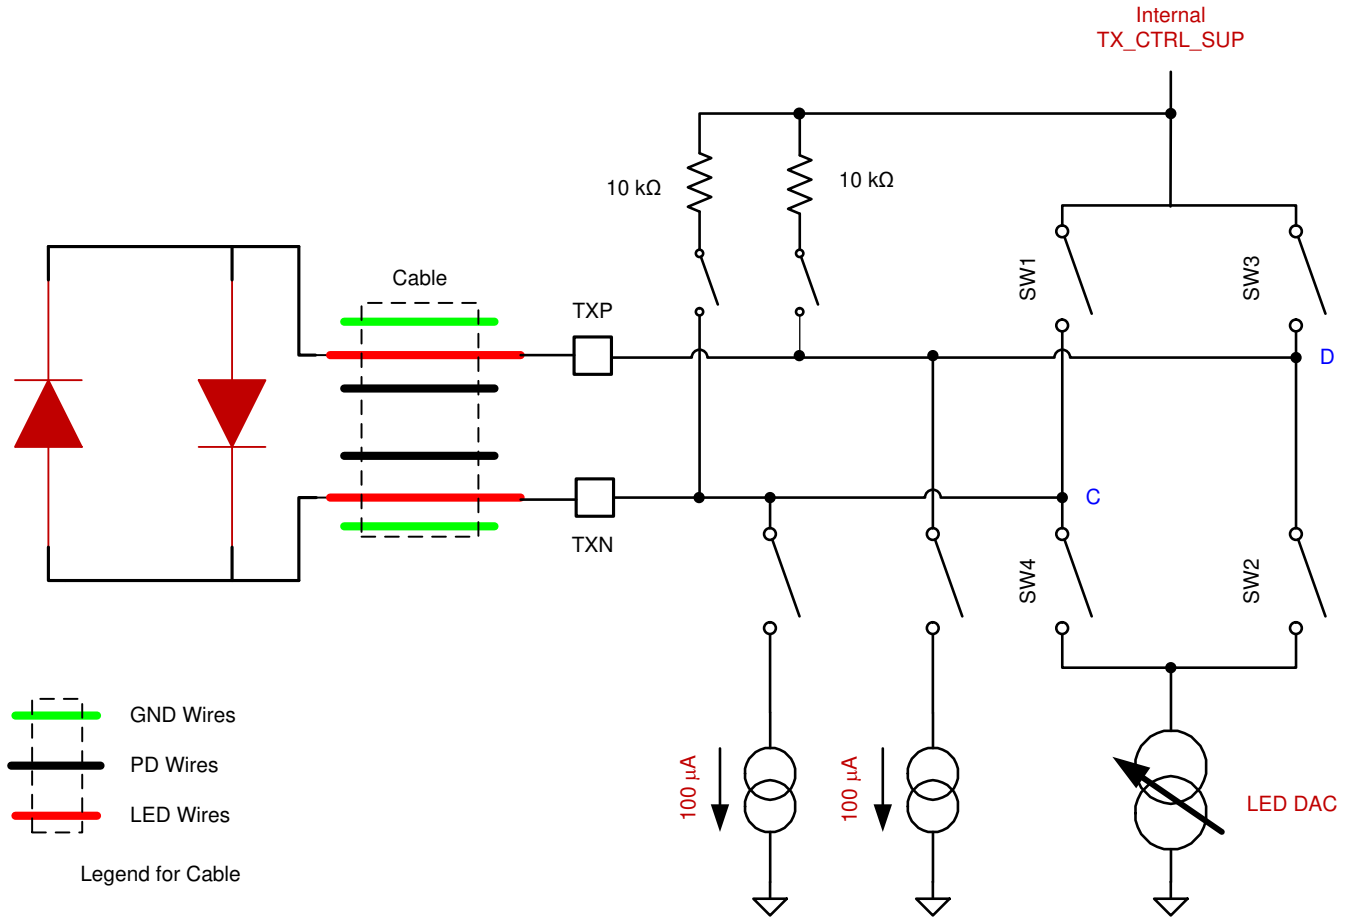 Internal
TX_CTRL_SUP
10 kΩ
10 kΩ
SW1
SW3
Cable
TXP
D
C
TXN
SW4
SW2
GND Wires
PD Wires
LED Wires
100 µA
100 µA
LED DAC
Legend for Cable